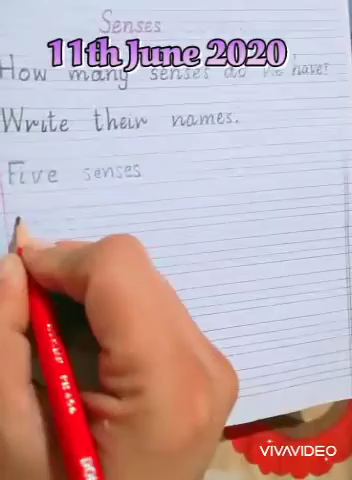 Senses
11th June 2020
How many senses do we have?
Write their names.
Five senses
VIVAVIDEO